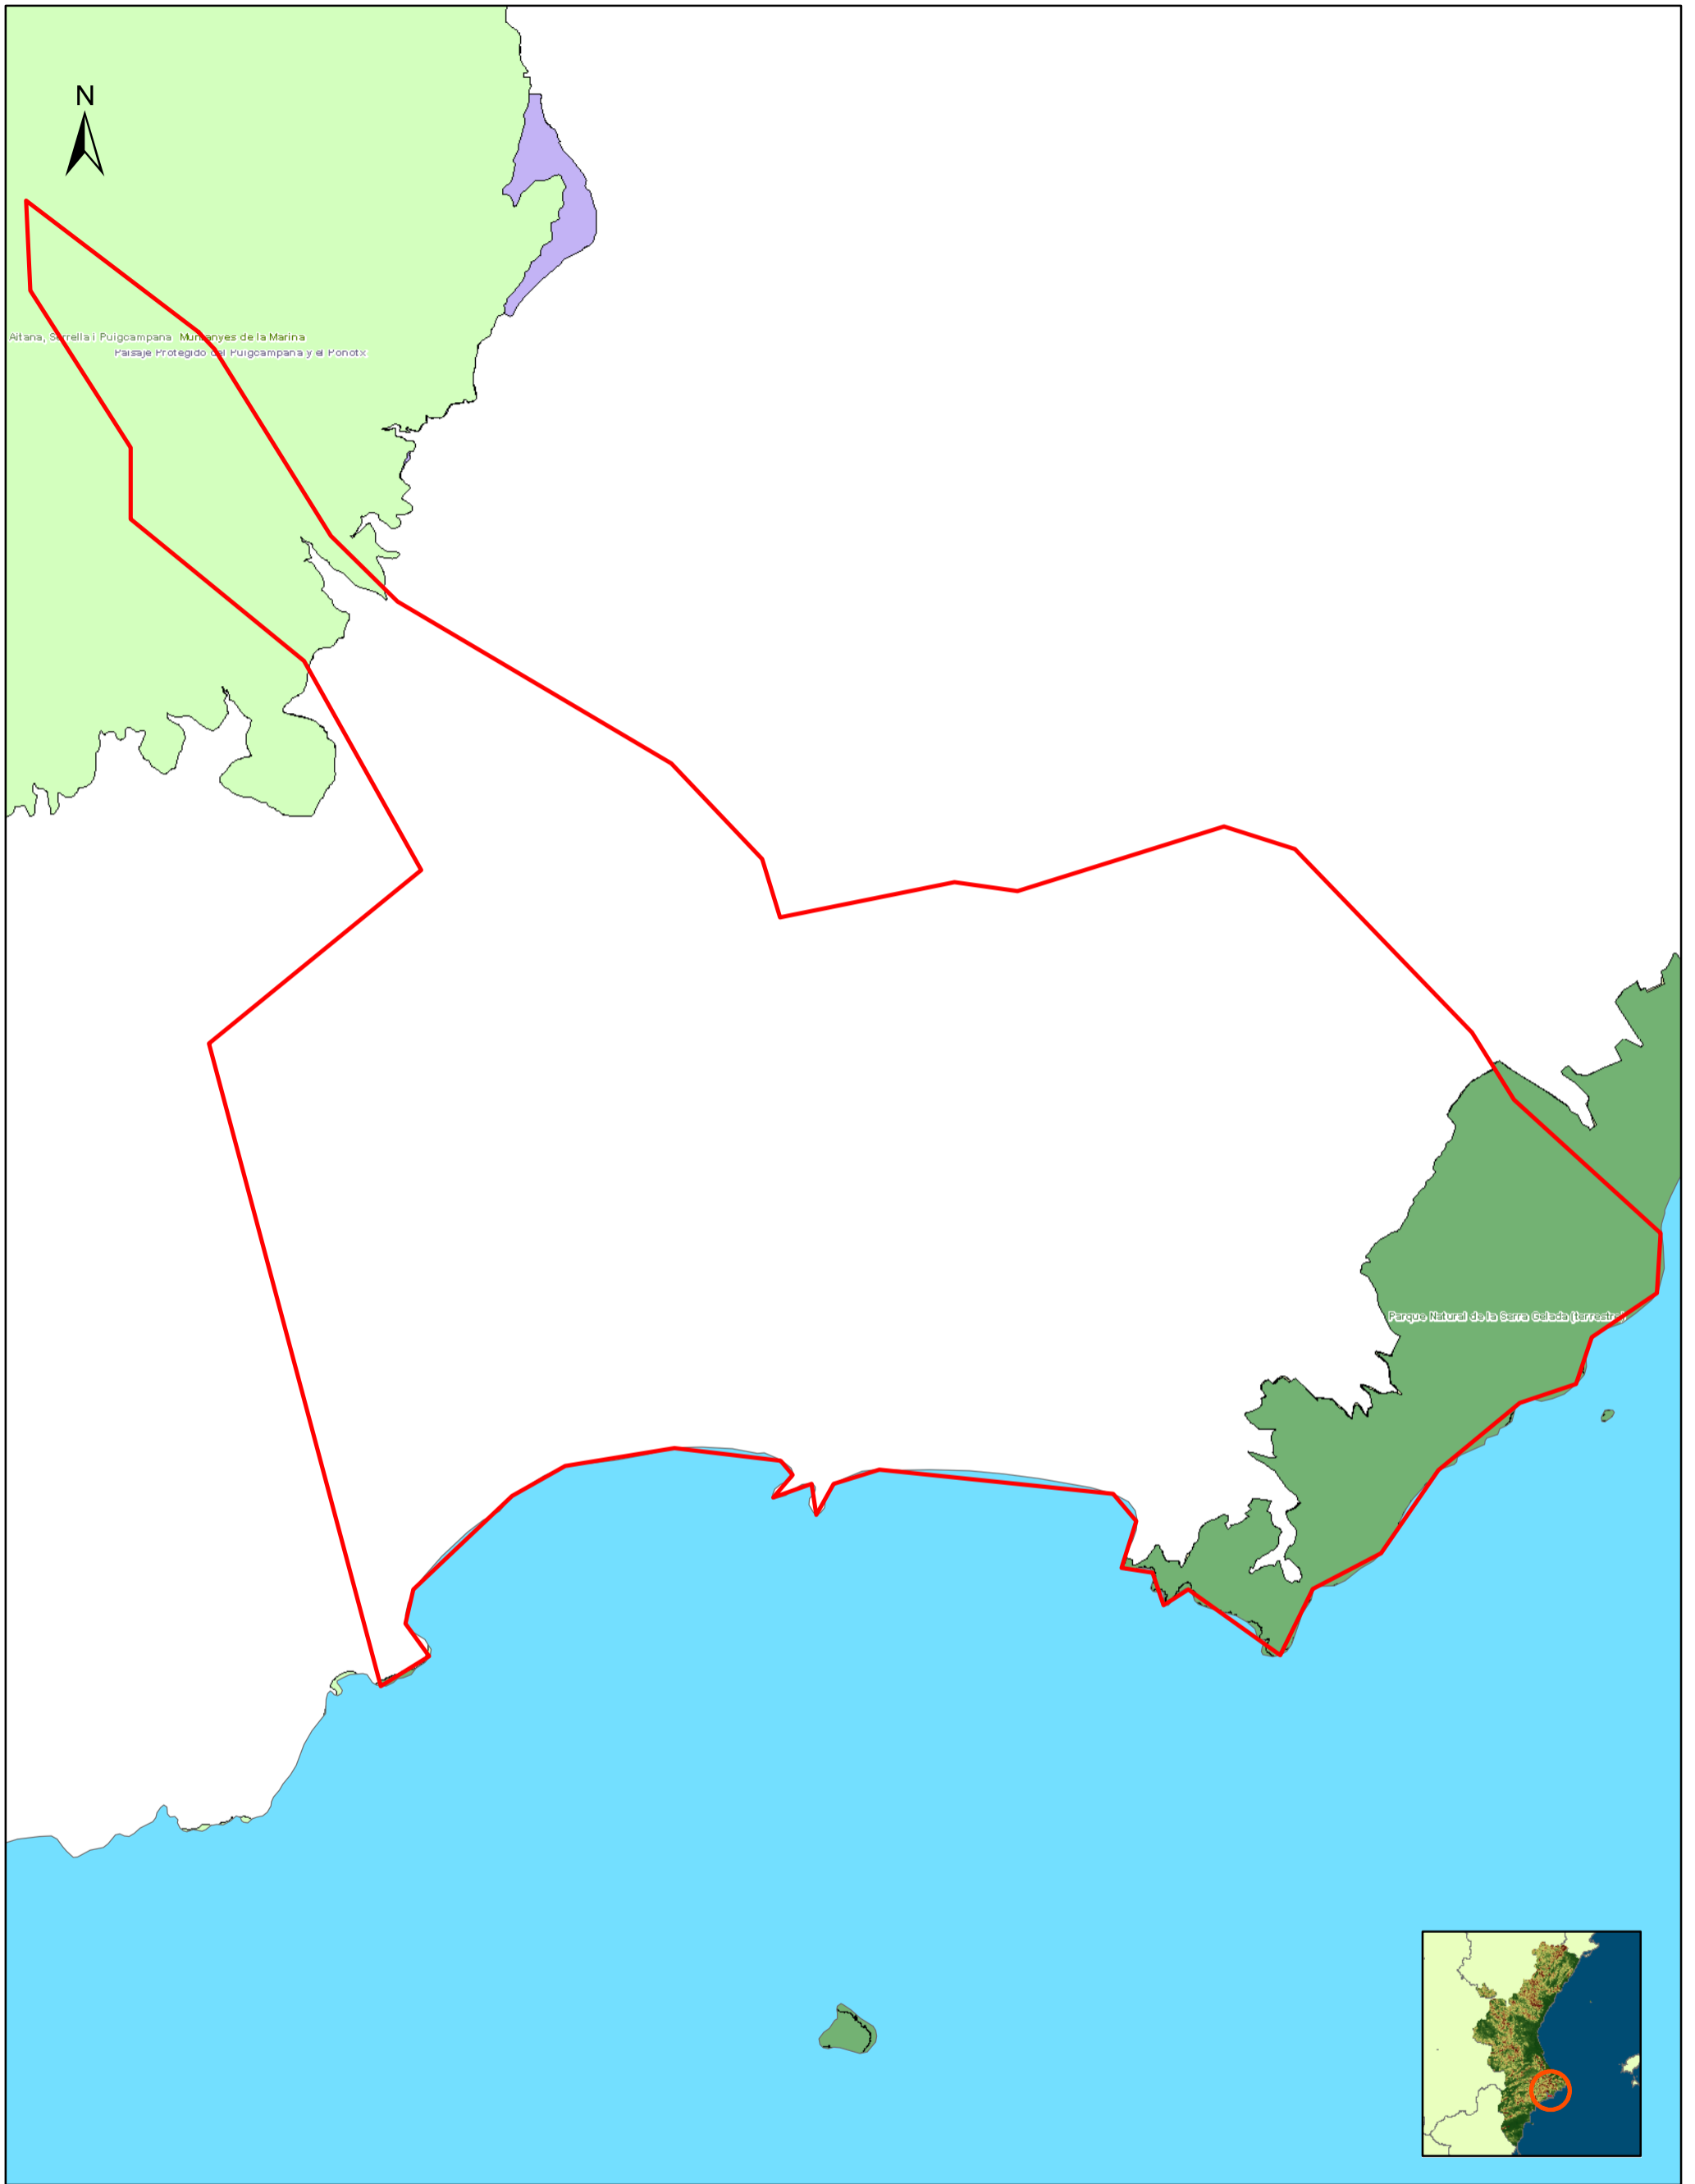 N
Aitana, Serrella i Puigcampana Muntanyes de la Marina
Paisaje Protegido del Puigcampana y el Ponotx
Parque Natural de la Serra Gelada (terrestre)